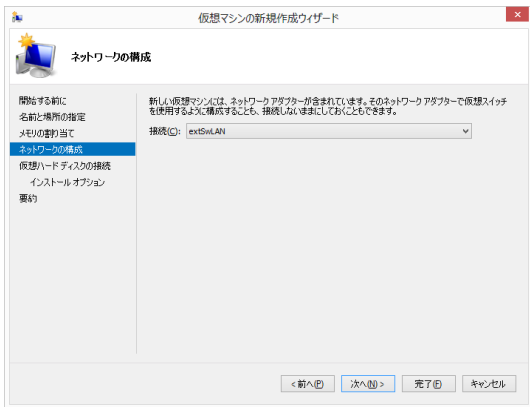 仮想マシンの新規作成ウィザード
ネットワークの構成
開始する前に
名前と場所の指定
メモリの割り当て
ネットワークの構成
仮想ハード ディスクの接続
インストール オプション
要約
新しい仮想マシンには、ネットワーク アダプターが含まれています。そのネットワーク アダプターで仮想スイッチ
を使用するように構成することも、接続しないままにしておくこともできます。
接続(C): extSwLAN
< 前へ(P) 次へ(N) > 完了(F) キャンセル